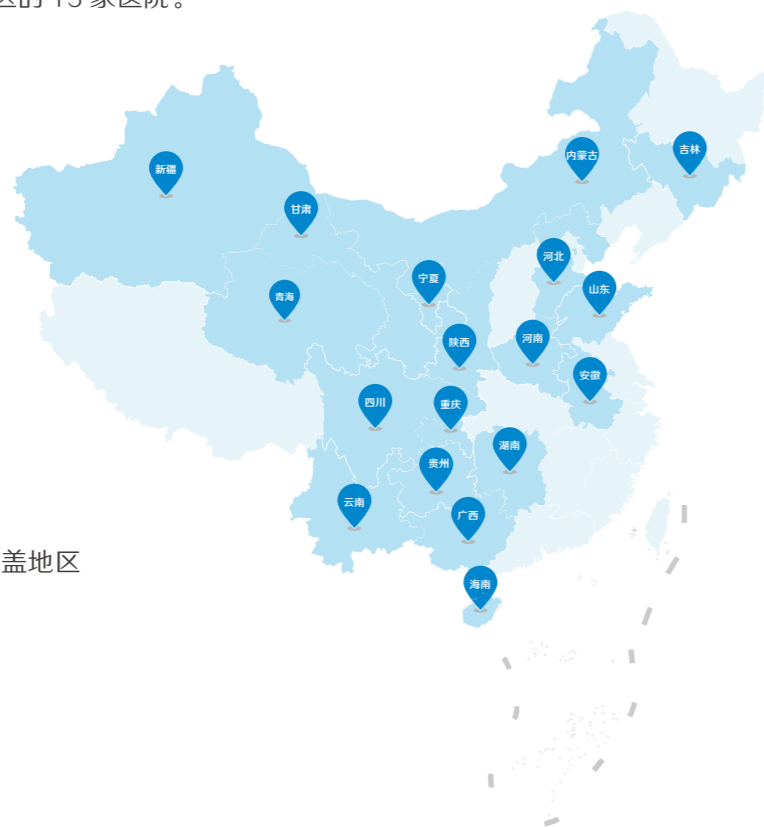 区的 15 家医院。
内蒙古
吉林
新疆
甘肃
河北
宁夏
山东
青海
河南
陕西
安徽
四川
重庆
湖南
贵州
云南
广西
盖地区
海南